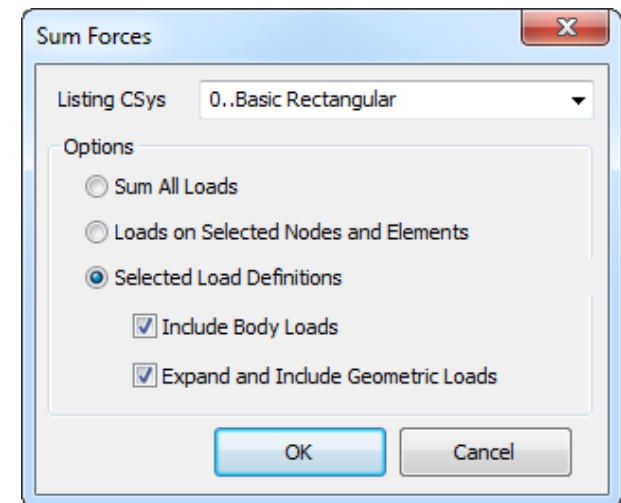 Sum Forces
Listing CSys 0..Basic Rectangular
Options
Sum All Loads
Loads on Selected Nodes and Elements
Selected Load Definitions
Include Body Loads
Expand and Include Geometric Loads
OK Cancel